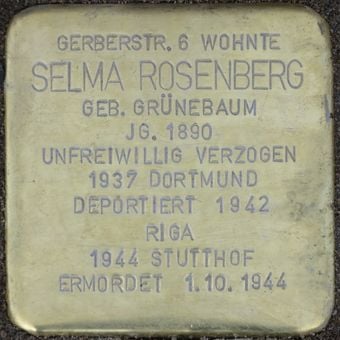 GERBERSTR. 6 WOHNTE
SELMA ROSENBERG
GEB. GRÜNEBAUM
JG. 1890
UNFREIWILLIG VERZOGEN
1937 DORTMUND
DEPORTIERT 1942
RIGA
1944 STUTTHOF
ERMORDET 1.10.1944